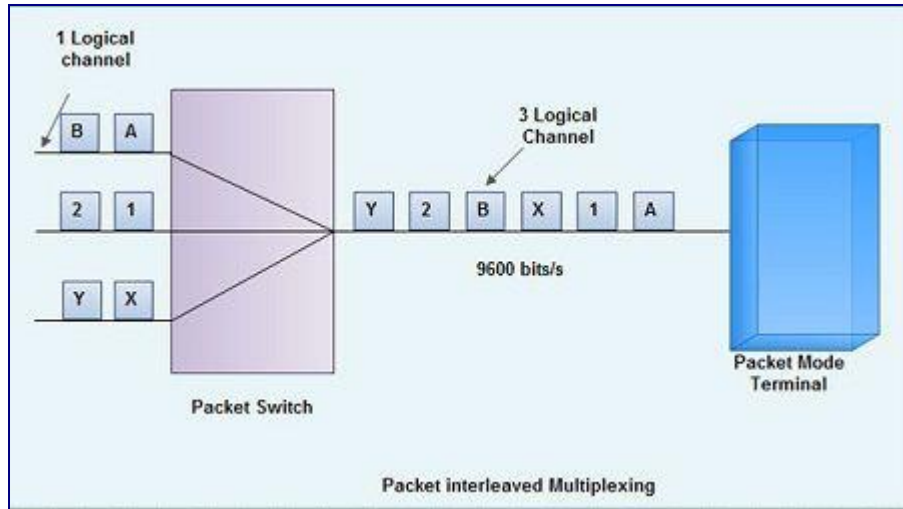 1 Logical
channel
B A
3 Logical
Channel
2 1
Y 2 B X 1 A
9600 bits/s
Y X
Packet Mode
Terminal
Packet Switch
Packet interleaved Multiplexing